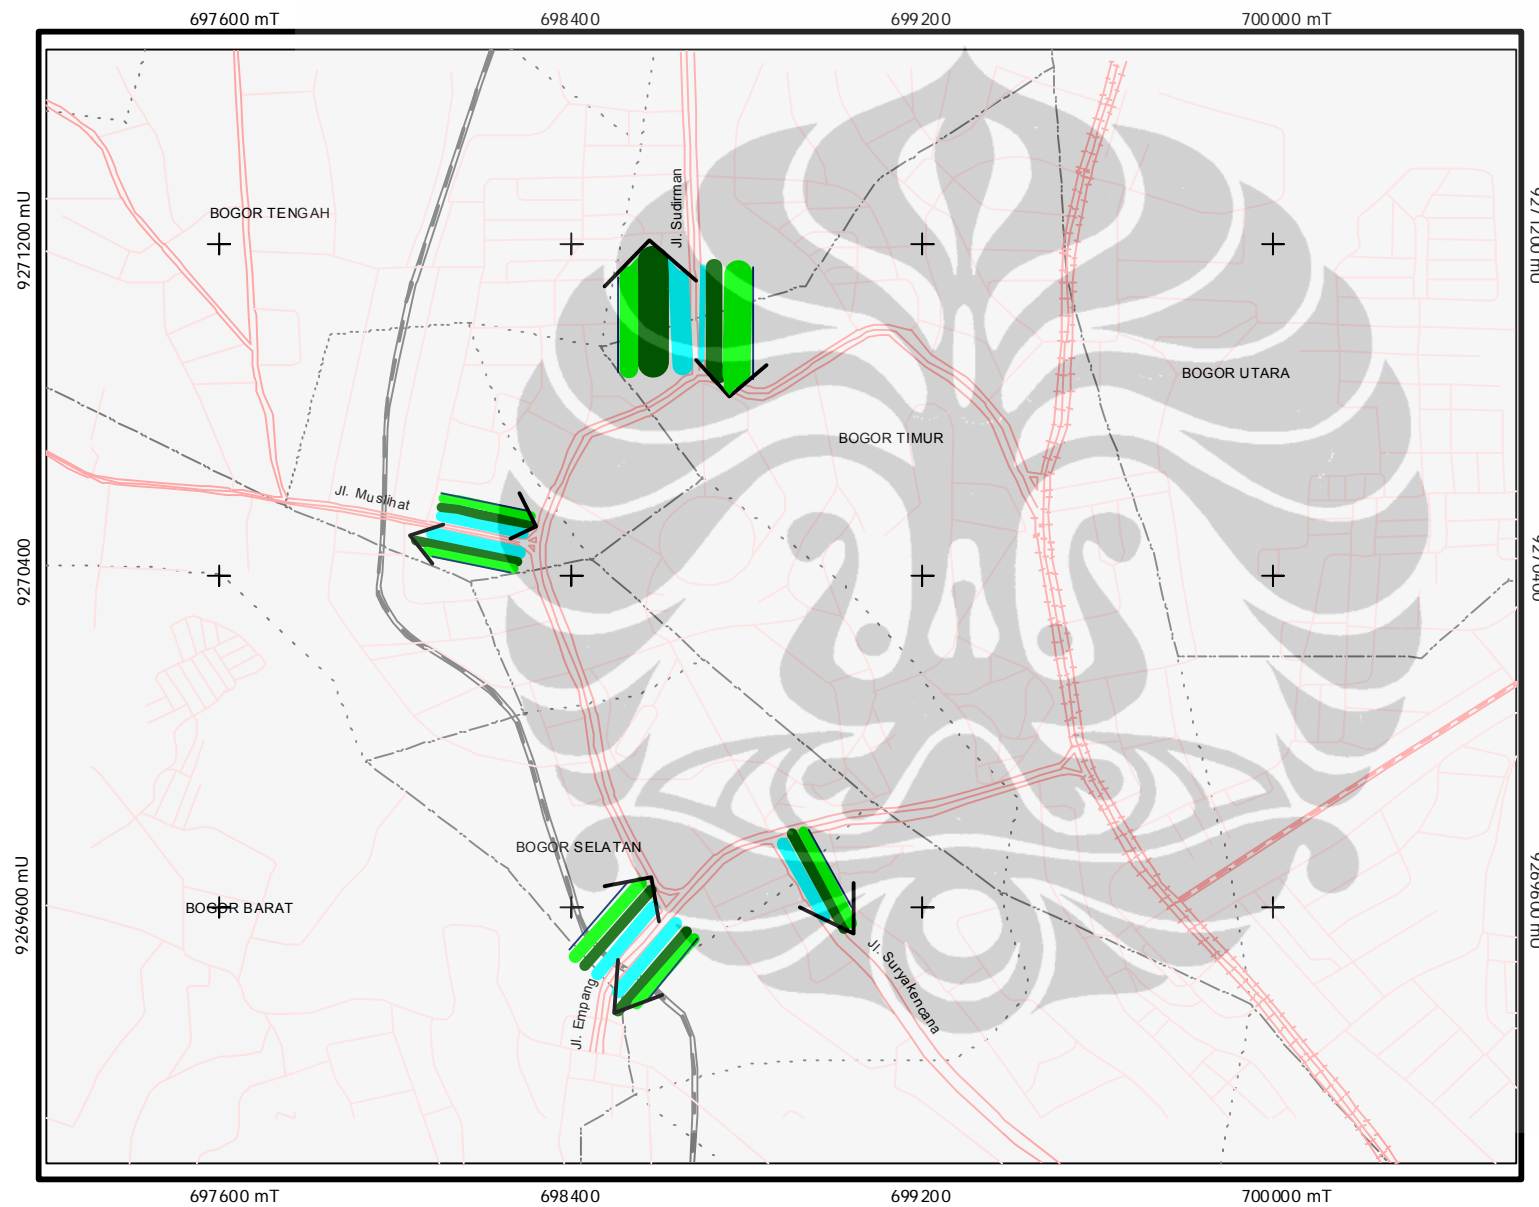 697600 mT 698400 699200 700000 mT
Jl. Sudirman
BOGOR TENGAH
9271200 mU
9271200 mU
BOGOR UTARA
BOGOR TIMUR
Jl. Muslihat
9270400
9270400
BOGOR SELATAN
9269600 mU
9269600 mU
BOGOR BARAT
Jl. Suryakencana
Jl. Empang
697600 mT 698400 699200 700000 mT